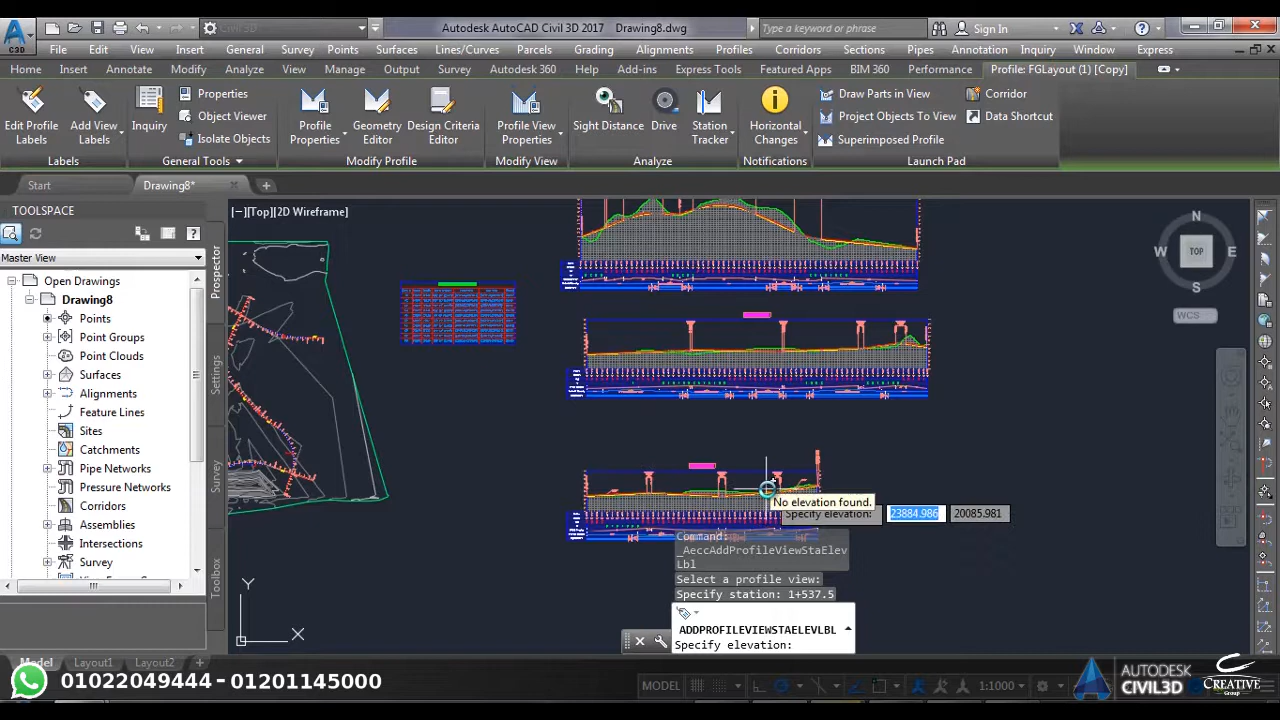 Civil 3D
Autodesk AutoCAD Civil 3D 2017 Drawing8.dwg
Type a keyword or phrase
Sign In
C3D
File Edit View Insert General Survey Points Surfaces Lines/Curves Parcels Grading Alignments Profiles Corridors Sections Pipes Annotation Inquiry Window Express
Home Insert Annotate Modify Analyze View Manage Output Survey Autodesk 360 Help Add-ins Express Tools Featured Apps BIM 360 Performance Profile: FGLayout (1) [Copy]
Edit Profile Labels
Add View Labels
Labels
Inquiry
Properties
Object Viewer
Isolate Objects
General Tools
Profile Properties
Geometry Editor
Design Criteria Editor
Modify Profile
Profile View Properties
Modify View
Sight Distance
Drive
Station Tracker
Analyze
Horizontal Changes
Notifications
Draw Parts in View
Project Objects To View
Superimposed Profile
Corridor
Data Shortcut
Launch Pad
Start
Drawing8*
TOOLSPACE
Master View
Open Drawings
Drawing8
Points
Point Groups
Point Clouds
Surfaces
Alignments
Feature Lines
Sites
Catchments
Pipe Networks
Pressure Networks
Corridors
Assemblies
Intersections
Survey
Prospector
Settings
Survey
Toolbox
[−][Top][2D Wireframe]
N
W TOP E
S
WCS
Y
X
No elevation found.
Specify elevation: 23884.986 20085.981
Command:
_AeccAddProfileViewStaElev
Lbl
Select a profile view:
Specify station: 1+537.5
ADDPROFILEVIEWSTAELEVLBL
Specify elevation:
Model Layout1 Layout2
01022049444 - 01201145000
MODEL
1:1000
AUTODESK
CIVIL3D
CREATIVE
Group